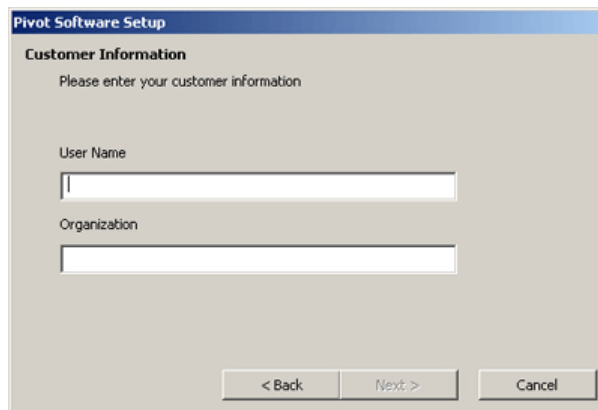 Pivot Software Setup
Customer Information
Please enter your customer information
User Name
Organization
< Back Next > Cancel